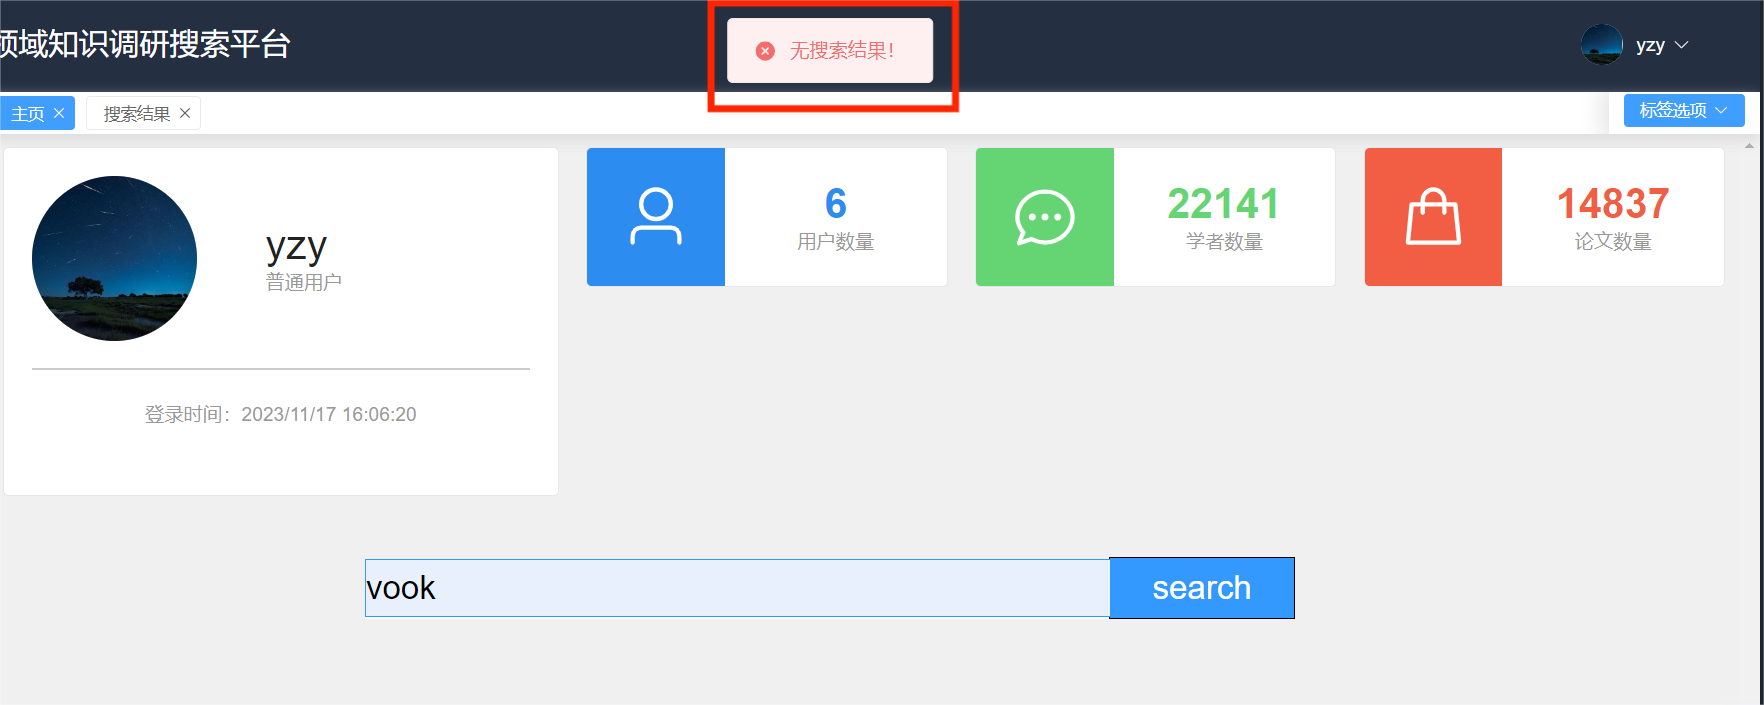 领域知识调研搜索平台
无搜索结果！
yzy
主页
搜索结果
标签选项
yzy
普通用户
6
用户数量
22141
学者数量
14837
论文数量
登录时间：2023/11/17 16:06:20
vook
search